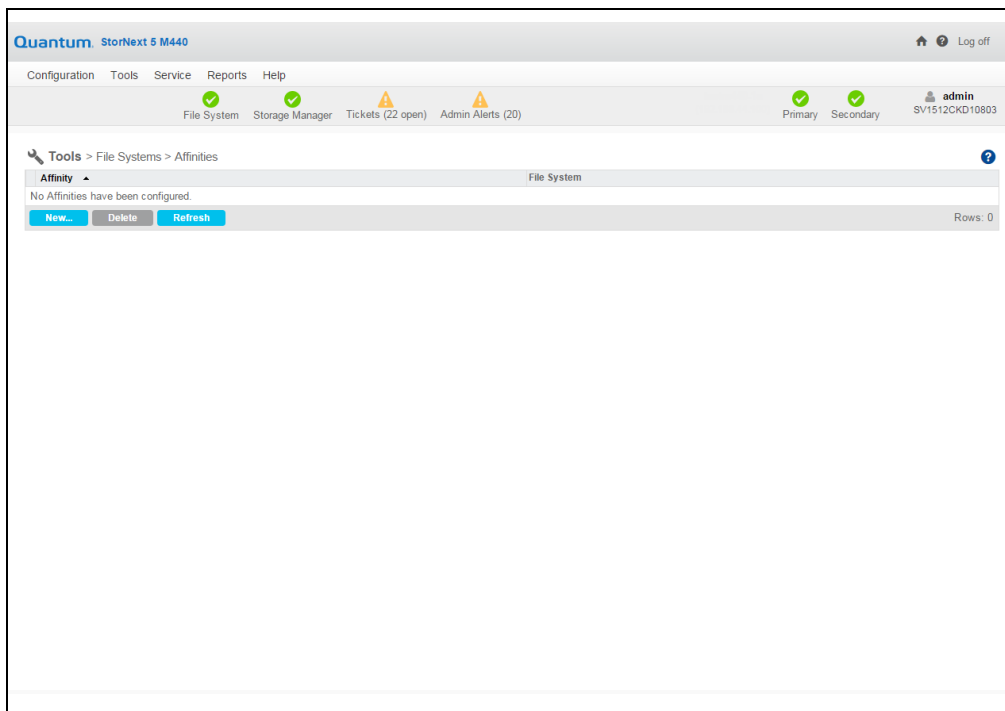 Quantum. StorNext 5 M440
Log off
Configuration Tools Service Reports Help
File System Storage Manager Tickets (22 open) Admin Alerts (20) Primary Secondary
admin
SV1512CKD10803
Tools > File Systems > Affinities
Affinity File System
No Affinities have been configured.
New... Delete Refresh Rows: 0